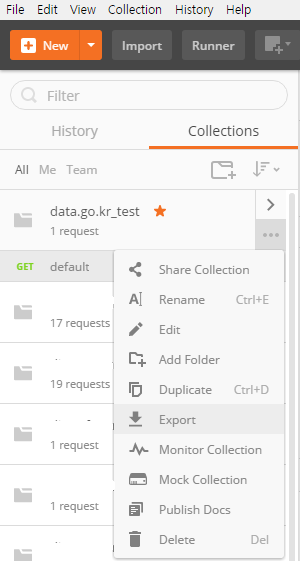 File Edit View Collection History Help
New Import Runner
Filter
History Collections
All Me Team
data.go.kr_test
1 request
GET default
Share Collection
Rename Ctrl+E
Edit
17 requests
Add Folder
19 requests
Duplicate Ctrl+D
Export
1 request
Monitor Collection
Mock Collection
1 request
Publish Docs
Delete Del